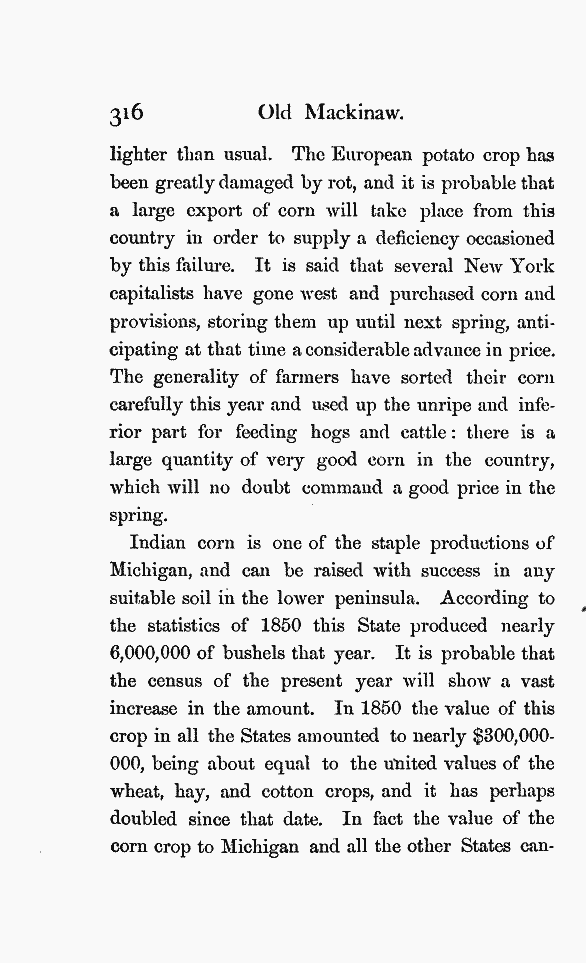 316 Old Mackinaw.
lighter than usual. The European potato crop has
been greatly damaged by rot, and it is probable that
a large export of corn will take place from this
country in order to supply a deficiency occasioned
by this failure. It is said that several New York
capitalists have gone west and purchased corn and
provisions, storing them up until next spring, anti-
cipating at that time a considerable advance in price.
The generality of farmers have sorted their corn
carefully this year and used up the unripe and infe-
rior part for feeding hogs and cattle: there is a
large quantity of very good corn in the country,
which will no doubt command a good price in the
spring.
Indian corn is one of the staple productions of
Michigan, and can be raised with success in any
suitable soil in the lower peninsula. According to
the statistics of 1850 this State produced nearly
6,000,000 of bushels that year. It is probable that
the census of the present year will show a vast
increase in the amount. In 1850 the value of this
crop in all the States amounted to nearly $300,000-
000, being about equal to the united values of the
wheat, hay, and cotton crops, and it has perhaps
doubled since that date. In fact the value of the
corn crop to Michigan and all the other States can-